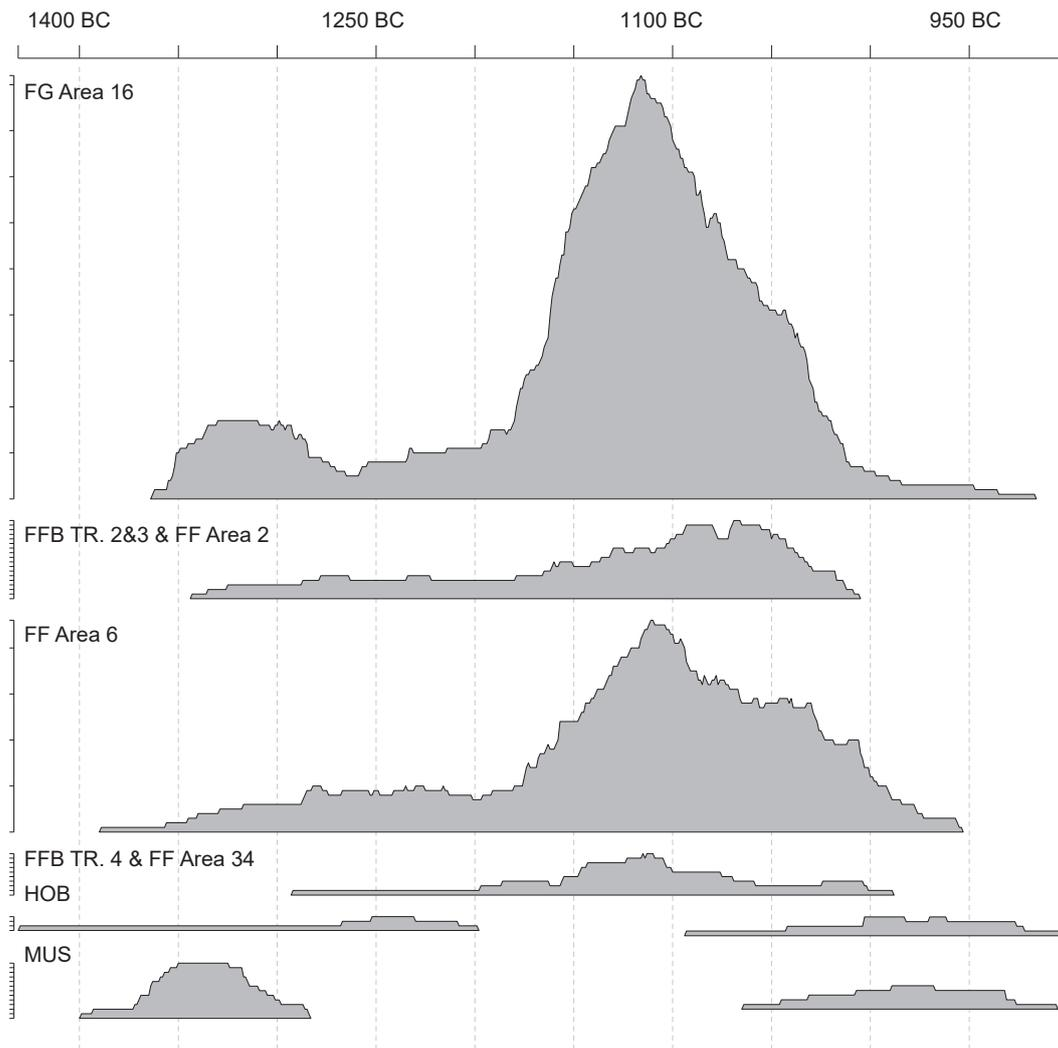 1400 BC 1250 BC 1100 BC 950 BC
FG Area 16
FFB TR. 2&3 & FF Area 2
FF Area 6
FFB TR. 4 & FF Area 34
HOB
MUS